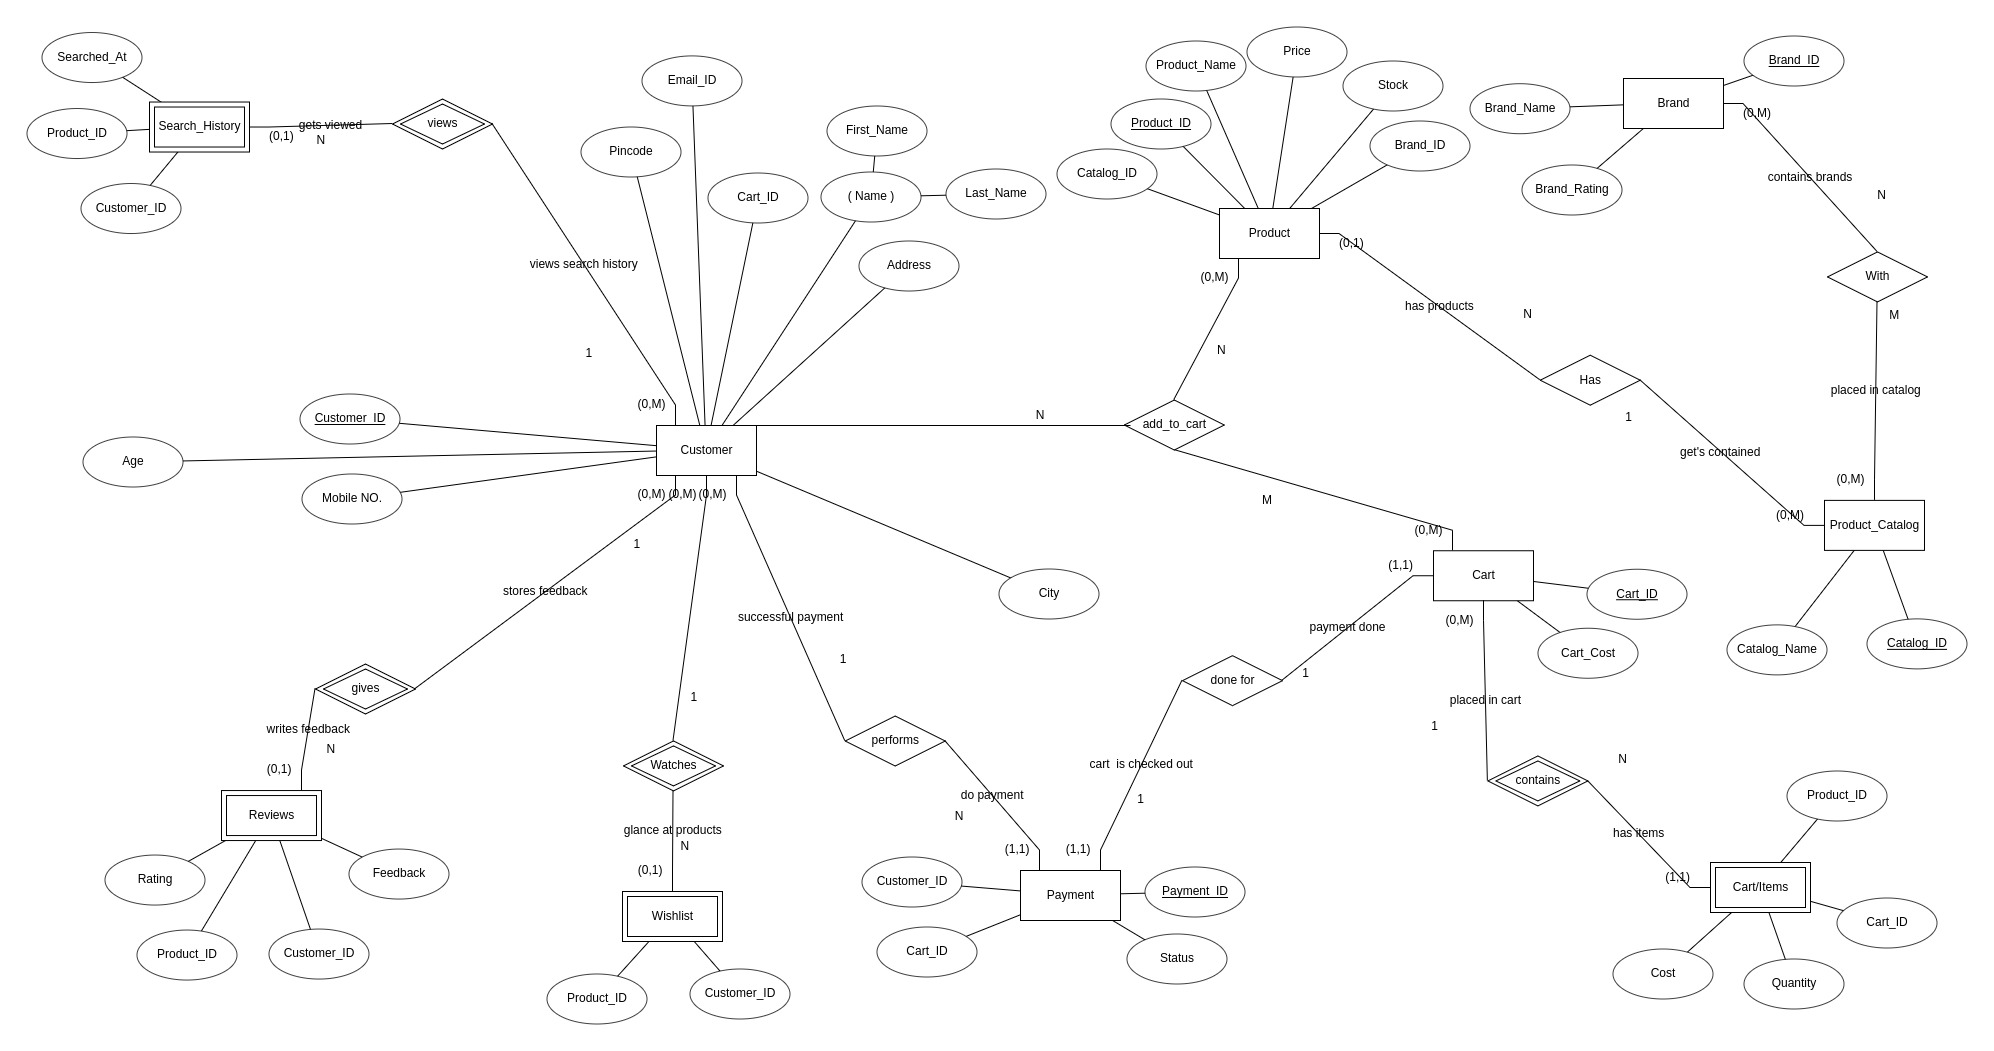 Searched_At
Product_ID
Customer_ID
Search_History
(0,1)
gets viewed
N
views
views search history
1
(0,M)
Email_ID
Pincode
Cart_ID
First_Name
( Name )
Last_Name
Address
Customer_ID
Age
Mobile NO.
Customer
(0,M)
(0,M)
(0,M)
City
N
add_to_cart
N
(0,M)
M
(0,M)
Product_Name
Price
Stock
Product_ID
Catalog_ID
Brand_ID
Product
(0,1)
has products
N
Has
1
get's contained
(0,M)
Brand_ID
Brand
Brand_Name
Brand_Rating
(0,M)
contains brands
N
With
M
placed in catalog
(0,M)
Product_Catalog
Catalog_Name
Catalog_ID
1
stores feedback
gives
writes feedback
N
(0,1)
Reviews
Rating
Product_ID
Customer_ID
Feedback
1
Watches
glance at products
N
(0,1)
Wishlist
Product_ID
Customer_ID
successful payment
1
performs
do payment
N
(1,1)
(1,1)
Payment
Customer_ID
Cart_ID
Payment_ID
Status
Cart
(1,1)
payment done
1
done for
cart  is checked out
1
Cart_ID
Cart_Cost
(0,M)
placed in cart
1
contains
N
has items
(1,1)
Cart/Items
Product_ID
Cart_ID
Cost
Quantity